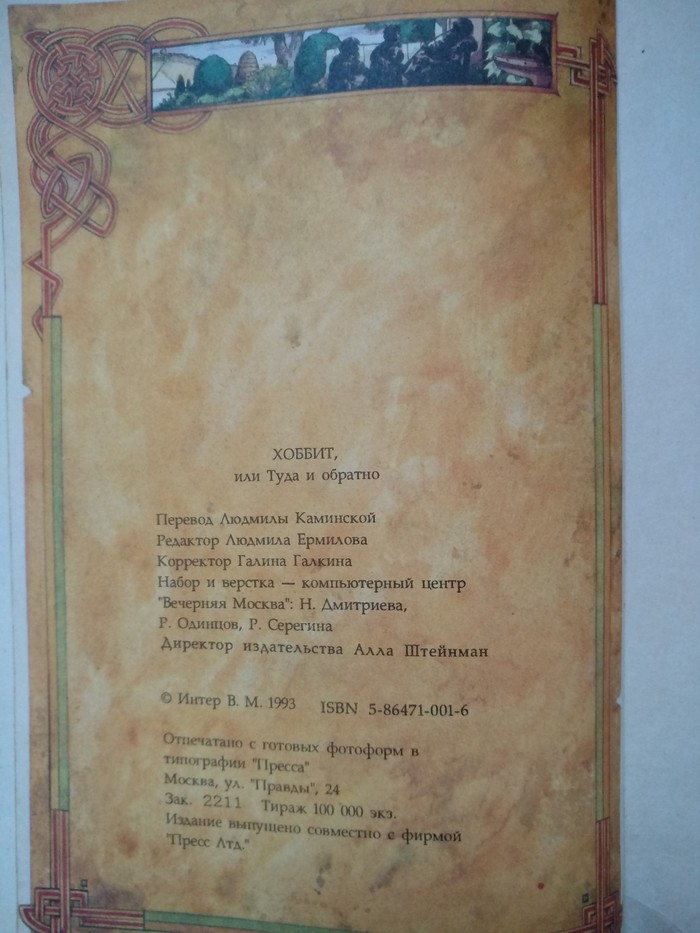 ХОББИТ,
или Туда и обратно
Перевод Людмилы Каминской
Редактор Людмила Ермилова
Корректор Галина Галкина
Набор и верстка — компьютерный центр
"Вечерняя Москва": Н. Дмитриева,
Р. Одинцов, Р. Серегина
Директор издательства Алла Штейнман
© Интер В. М. 1993 ISBN 5-86471-001-6
Отпечатано с готовых фотоформ в
типографии "Пресса"
Москва, ул. "Правды", 24
Зак. 2211 Тираж 100 000 экз.
Издание выпущено совместно с фирмой
"Пресс Лтд."